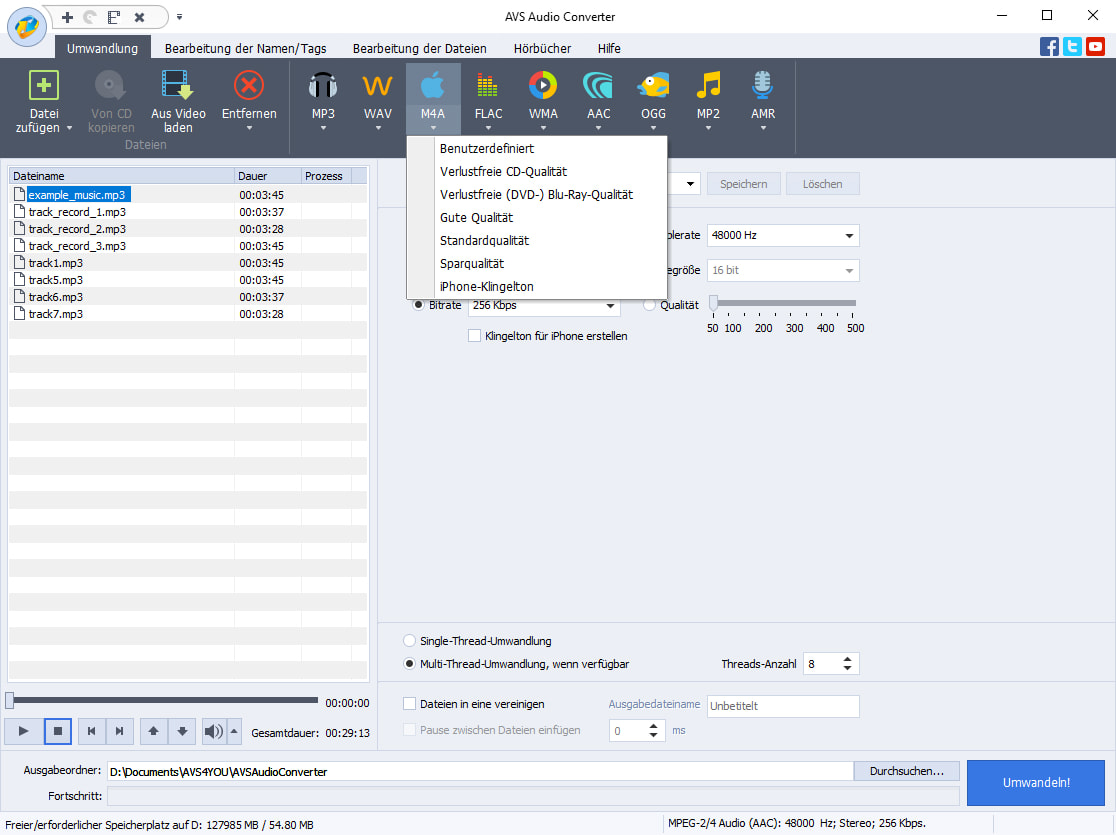 AVS Audio Converter
Umwandlung Bearbeitung der Namen/Tags Bearbeitung der Dateien Hörbücher Hilfe
Datei zufügen
Von CD kopieren
Aus Video laden
Entfernen
Dateien
MP3 WAV M4A FLAC WMA AAC OGG MP2 AMR
Benutzerdefiniert
Verlustfreie CD-Qualität
Verlustfreie (DVD-) Blu-Ray-Qualität
Gute Qualität
Standardqualität
Sparqualität
iPhone-Klingelton
Dateiname Dauer Prozess
example_music.mp3 00:03:45
track_record_1.mp3 00:03:37
track_record_2.mp3 00:03:28
track_record_3.mp3 00:03:45
track1.mp3 00:03:45
track5.mp3 00:03:45
track6.mp3 00:03:37
track7.mp3 00:03:28
Speichern Löschen
48000 Hz
16 bit
Bitrate 256 Kbps Qualität
50 100 200 300 400 500
Klingelton für iPhone erstellen
Single-Thread-Umwandlung
Multi-Thread-Umwandlung, wenn verfügbar Threads-Anzahl 8
Dateien in eine vereinigen Ausgabedateiname Unbetitelt
Pause zwischen Dateien einfügen 0 ms
00:00:00
Gesamtdauer: 00:29:13
Ausgabeordner: D:\Documents\AVS4YOU\AVSAudioConverter Durchsuchen...
Fortschritt:
Umwandeln!
Freier/erforderlicher Speicherplatz auf D: 127985 MB / 54.80 MB
MPEG-2/4 Audio (AAC): 48000 Hz; Stereo; 256 Kbps.